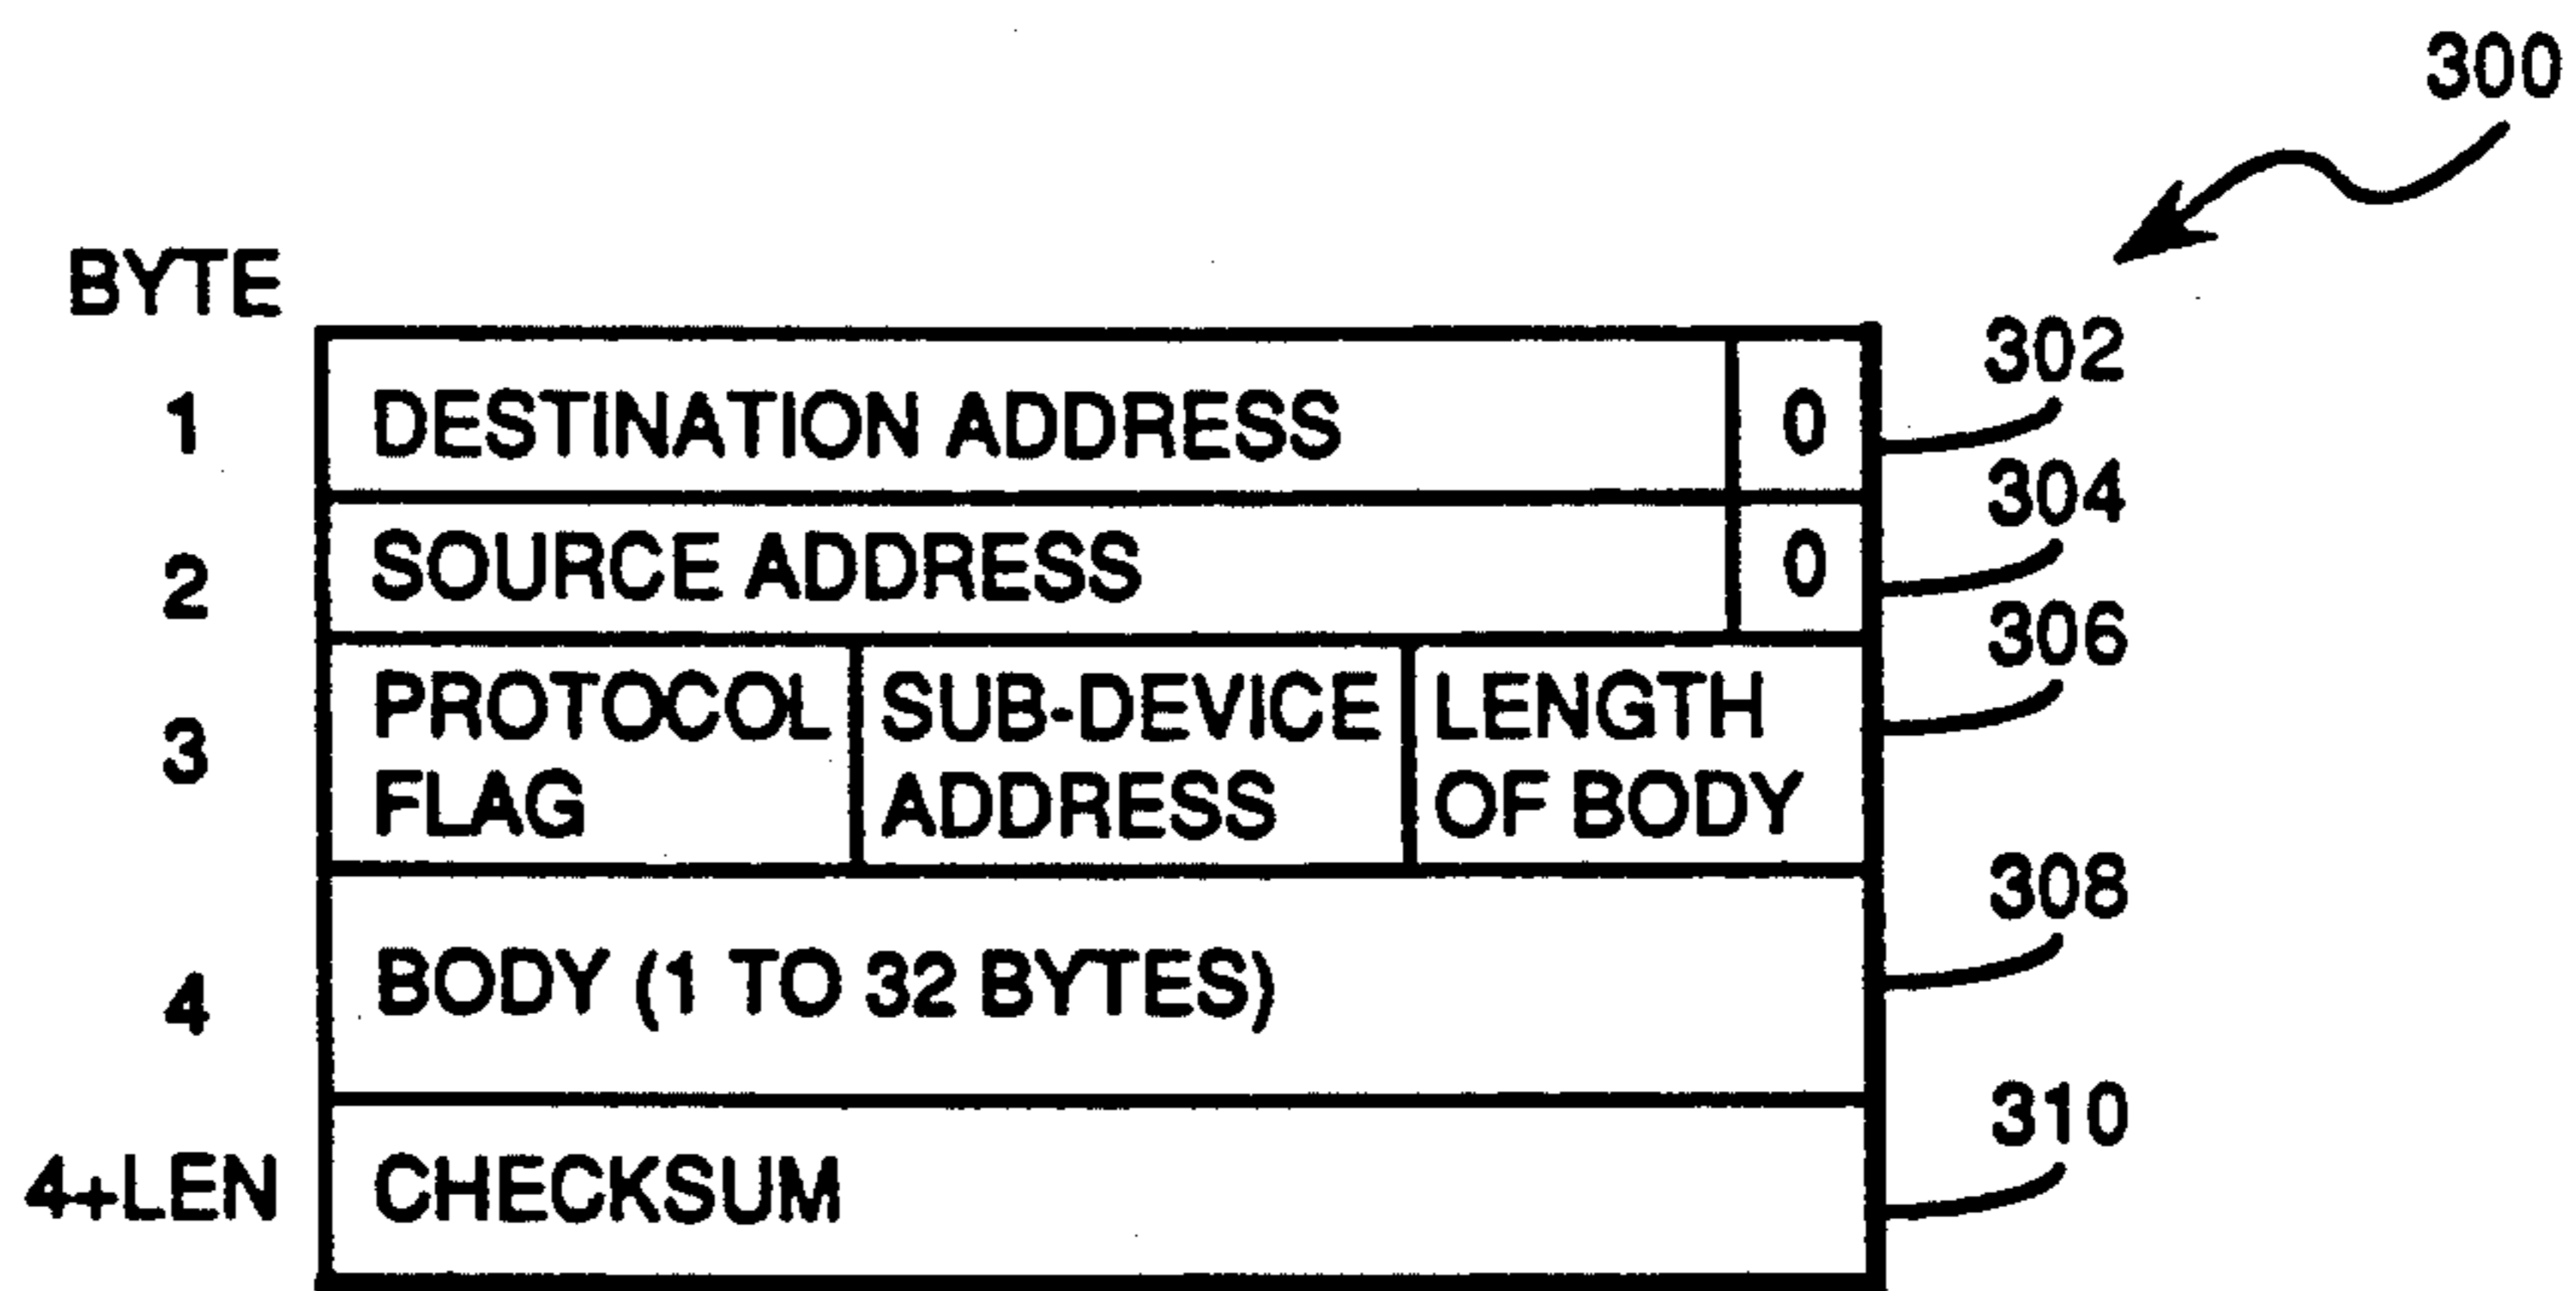 300
BYTE
1 DESTINATION ADDRESS 0 302
2 SOURCE ADDRESS 0 304
3 PROTOCOL FLAG SUB-DEVICE ADDRESS LENGTH OF BODY 306
4 BODY (1 TO 32 BYTES) 308
4+LEN CHECKSUM 310